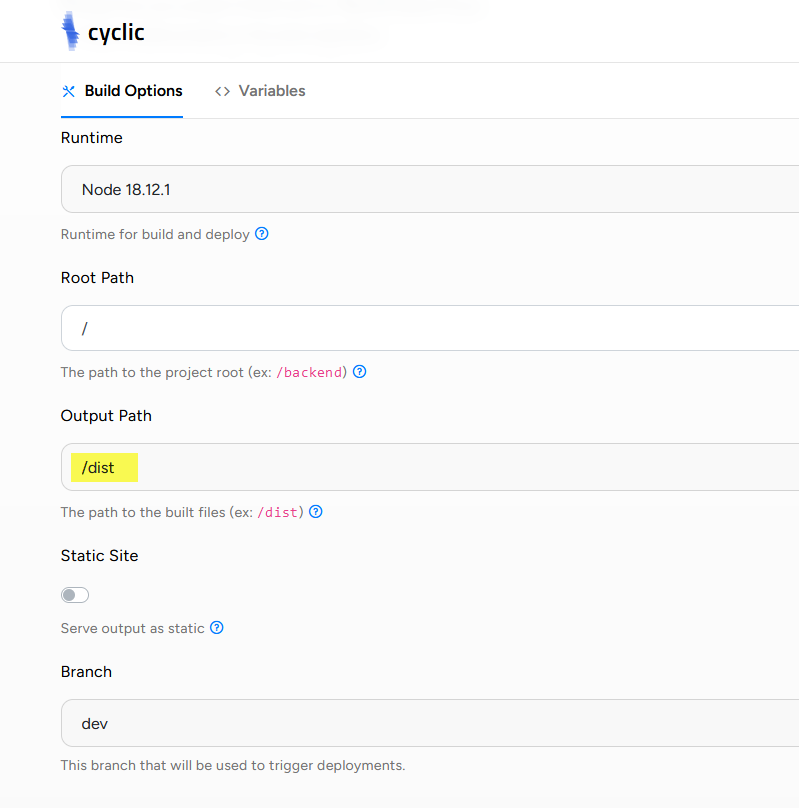 cyclic
Build Options
<> Variables
Runtime
Node 18.12.1
Runtime for build and deploy ?
Root Path
/
The path to the project root (ex: /backend) ?
Output Path
/dist
The path to the built files (ex: /dist) ?
Static Site
Serve output as static ?
Branch
dev
This branch that will be used to trigger deployments.